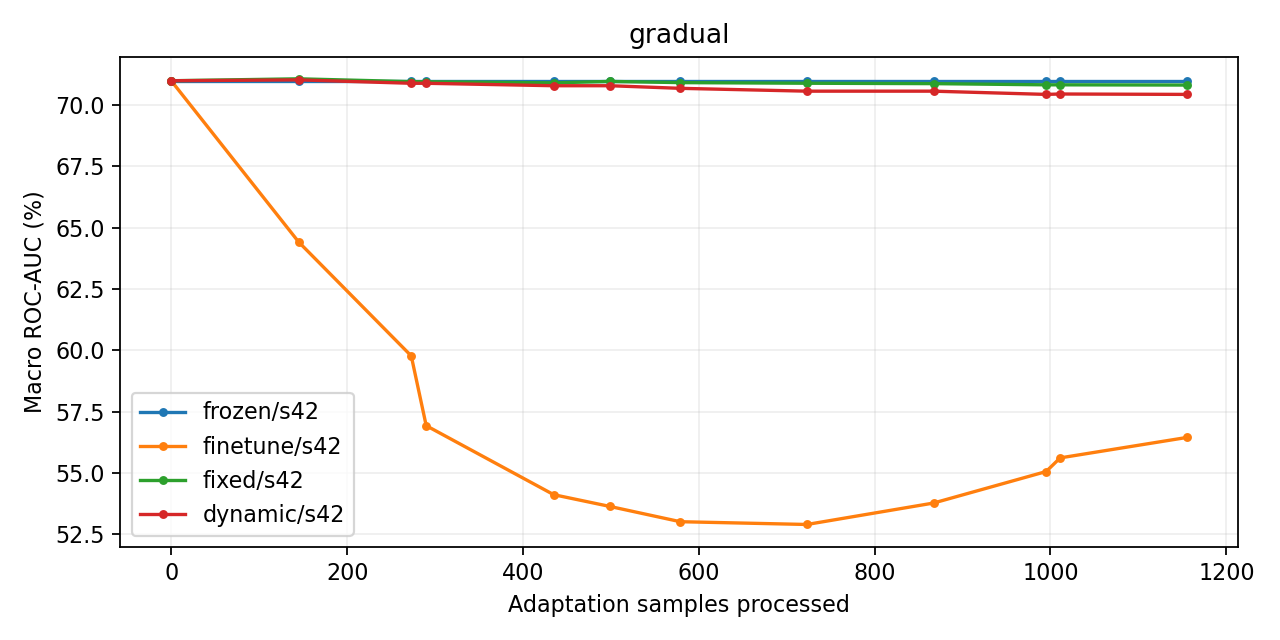 gradual
Macro ROC-AUC (%)
70.0
67.5
65.0
62.5
60.0
57.5
55.0
52.5
frozen/s42
finetune/s42
fixed/s42
dynamic/s42
0 200 400 600 800 1000 1200
Adaptation samples processed